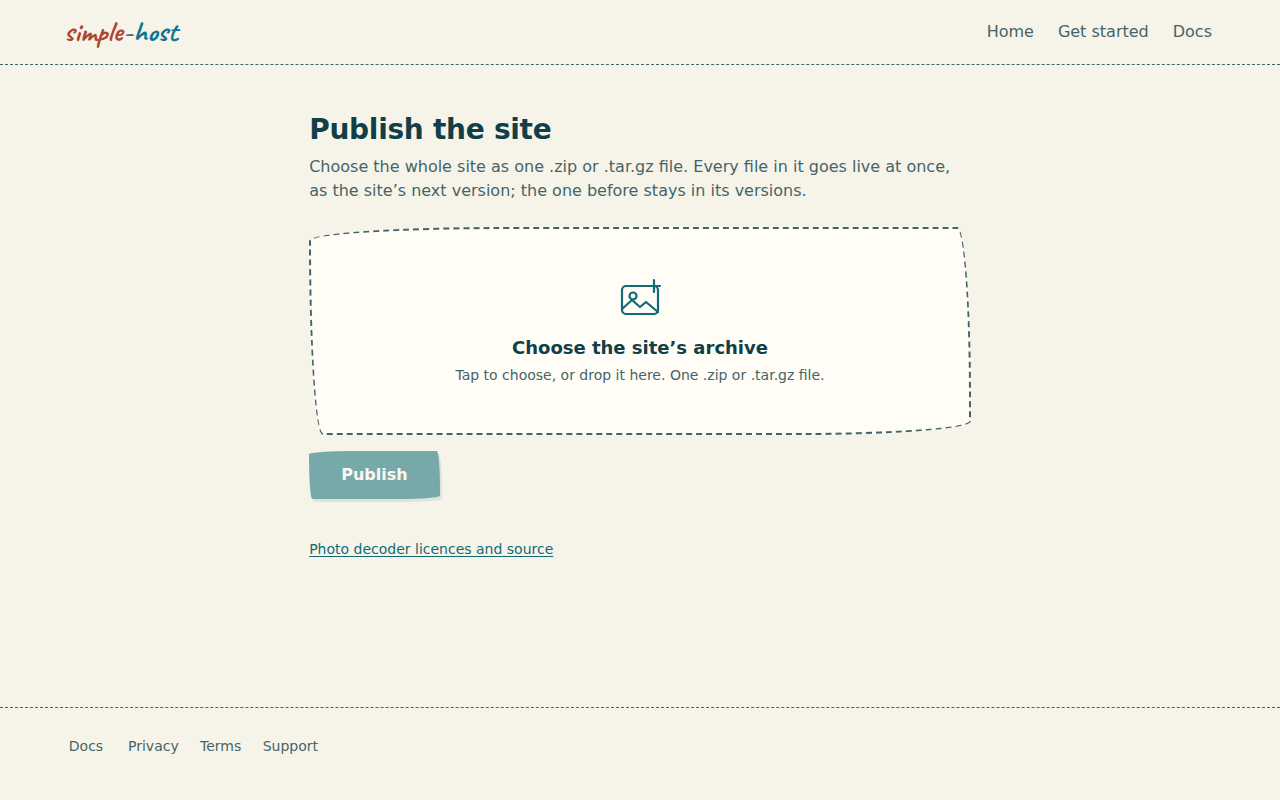 simple-host
Home Get started Docs
Publish the site
Choose the whole site as one .zip or .tar.gz file. Every file in it goes live at once,
as the site’s next version; the one before stays in its versions.
Choose the site’s archive
Tap to choose, or drop it here. One .zip or .tar.gz file.
Publish
Photo decoder licences and source
Docs Privacy Terms Support